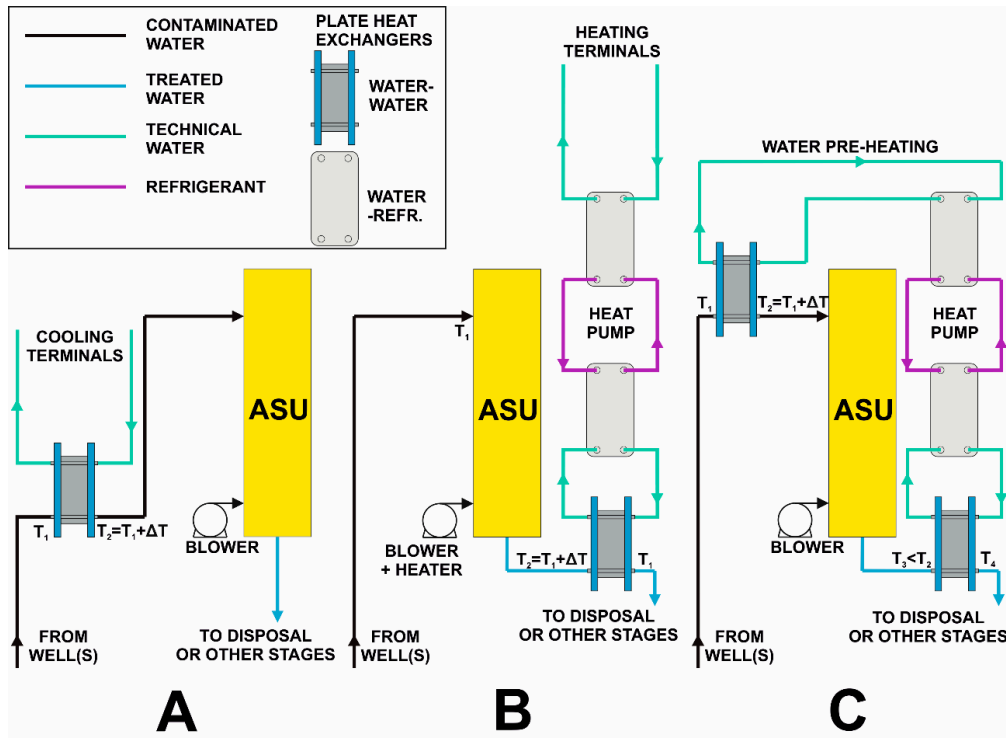 CONTAMINATED
WATER
TREATED
WATER
TECHNICAL
WATER
REFRIGERANT
PLATE HEAT
EXCHANGERS
WATER-
WATER
WATER
-REFR.
COOLING
TERMINALS
T₁
T₂=T₁+ΔT
ASU
BLOWER
FROM
WELL(S)
TO DISPOSAL
OR OTHER STAGES
A
HEATING
TERMINALS
T₁
HEAT
PUMP
ASU
BLOWER
+ HEATER
T₂=T₁+ΔT
T₁
FROM
WELL(S)
TO DISPOSAL
OR OTHER STAGES
B
WATER PRE-HEATING
T₁
T₂=T₁+ΔT
HEAT
PUMP
ASU
BLOWER
T₃<T₂
T₄
FROM
WELL(S)
TO DISPOSAL
OR OTHER STAGES
C